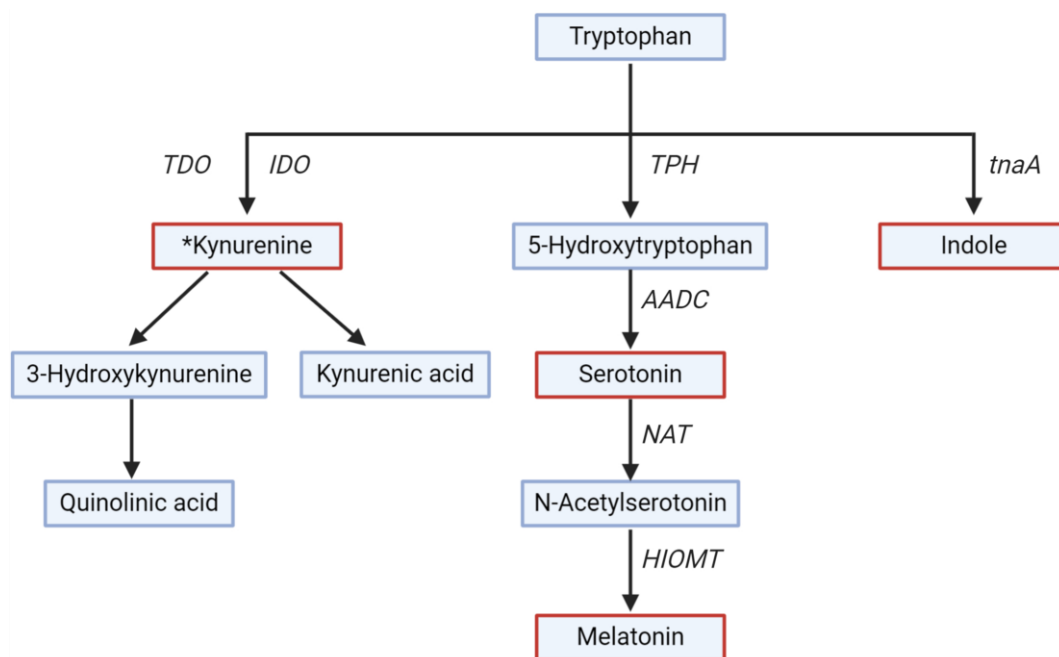 Tryptophan
TDO IDO TPH tnaA
*Kynurenine 5-Hydroxytryptophan Indole
AADC
3-Hydroxykynurenine Kynurenic acid Serotonin
NAT
Quinolinic acid N-Acetylserotonin
HIOMT
Melatonin